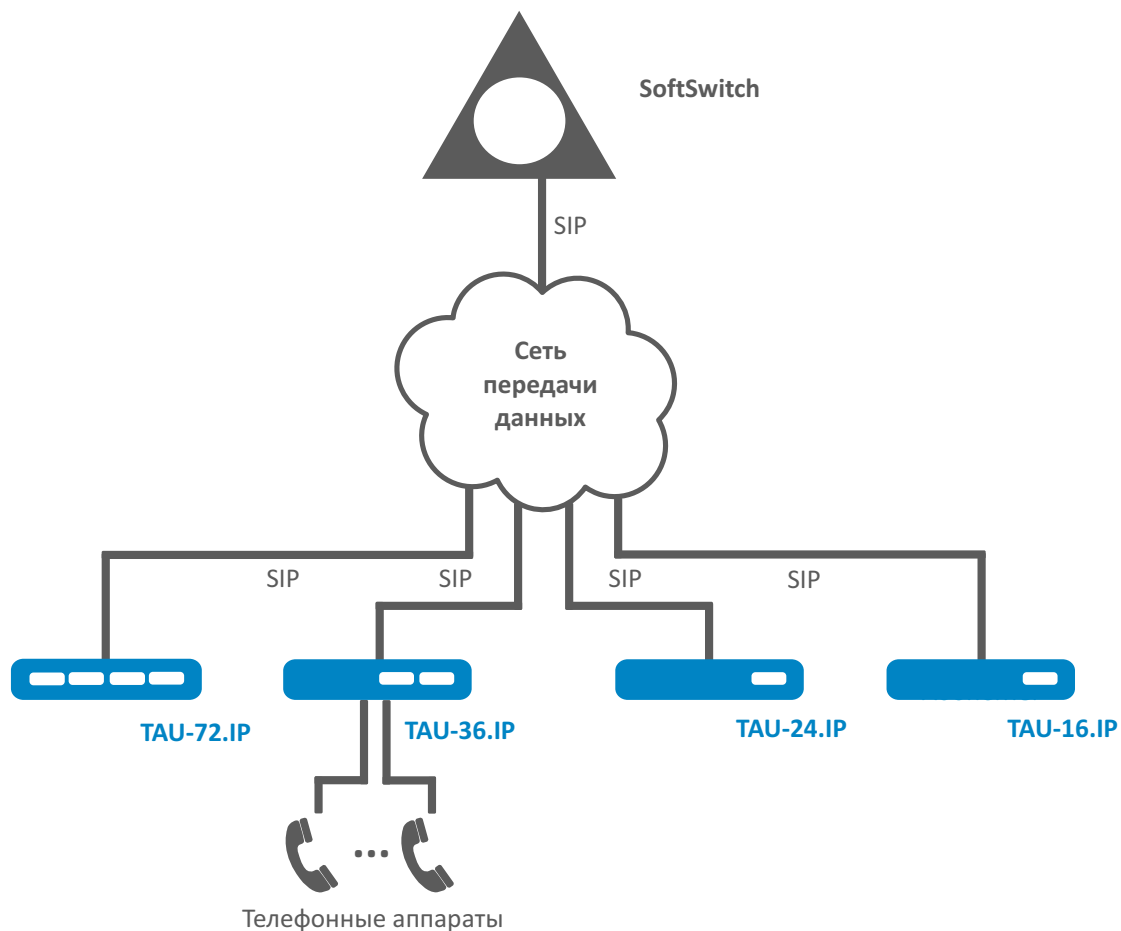 SoftSwitch
SIP
Сеть
передачи
данных
SIP
SIP
SIP
SIP
TAU-72.IP
TAU-36.IP
TAU-24.IP
TAU-16.IP
Телефонные аппараты